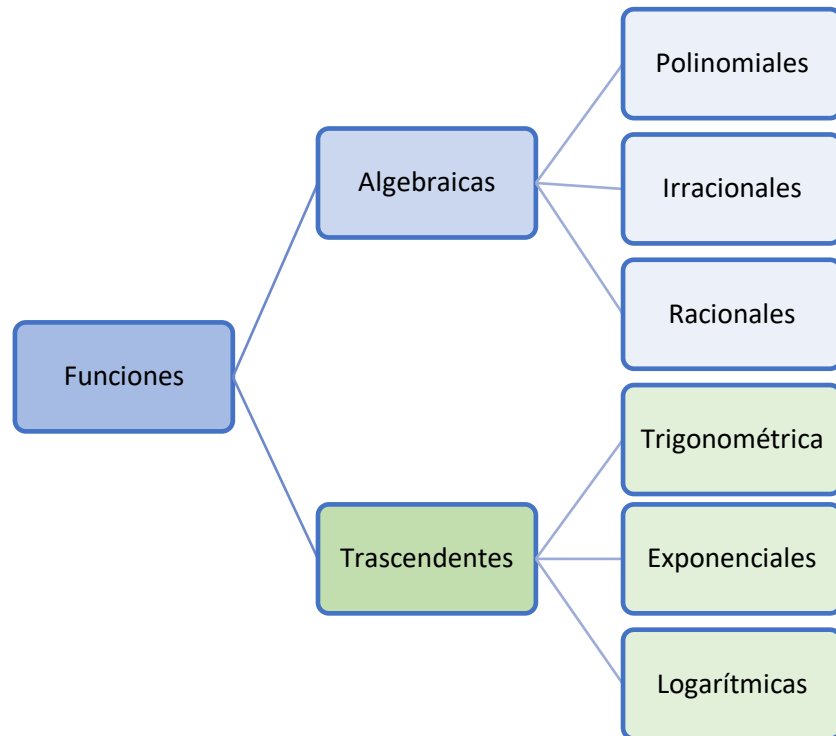 Funciones
Algebraicas
Polinomiales
Irracionales
Racionales
Trascendentes
Trigonométrica
Exponenciales
Logarítmicas